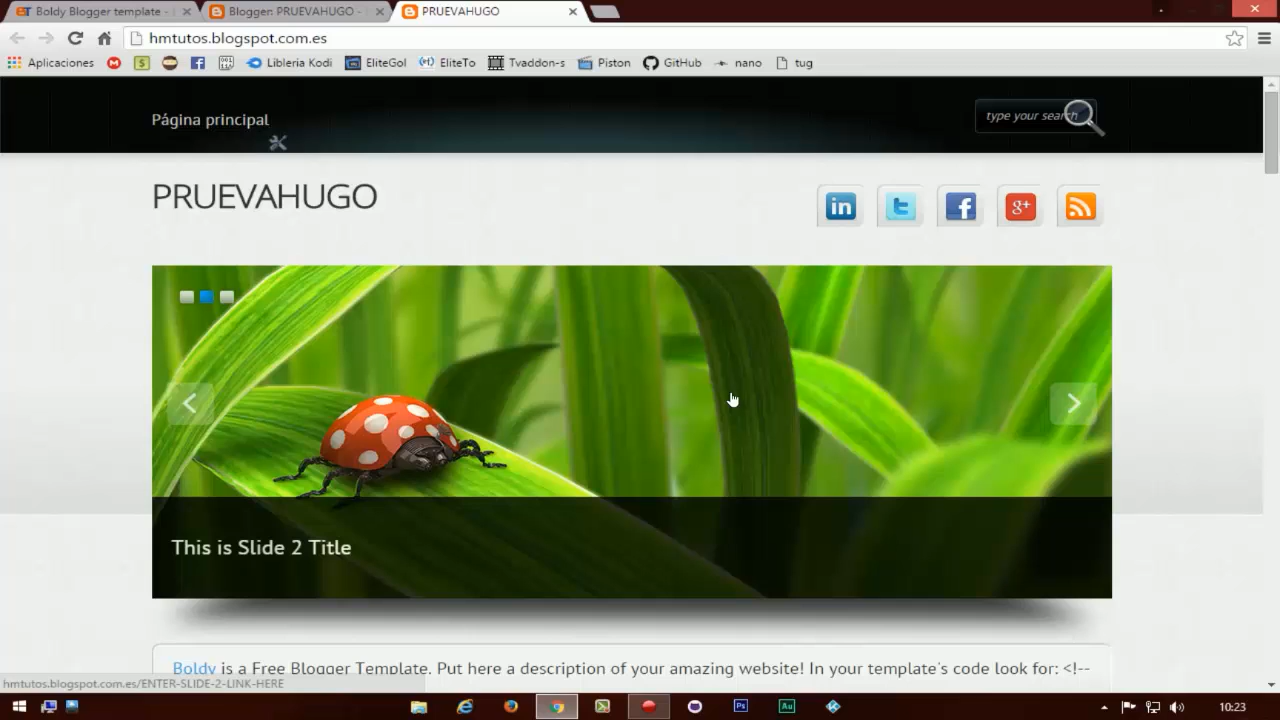 Boldy Blogger template -
Blogger: PRUEVAHUGO -
PRUEVAHUGO
hmtutos.blogspot.com.es
Aplicaciones
Libleria Kodi
EliteGol
EliteTo
Tvaddon-s
Piston
GitHub
nano
tug
Página principal
type your search
PRUEVAHUGO
in
g+
This is Slide 2 Title
Boldy is a Free Blogger Template. Put here a description of your amazing website! In your template's code look for: <!--
hmtutos.blogspot.com.es/ENTER-SLIDE-2-LINK-HERE
Ps
Au
10:23